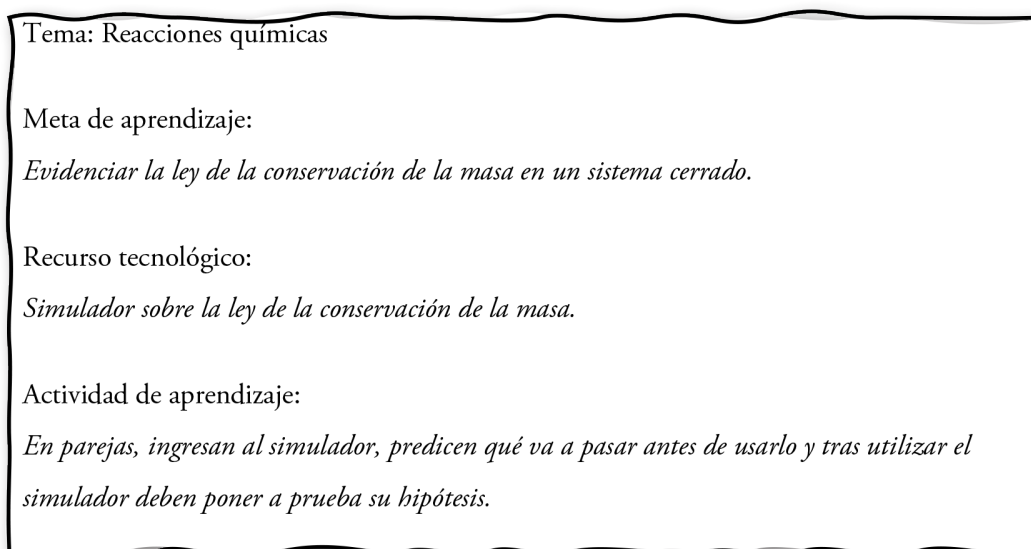 Tema: Reacciones químicas
Meta de aprendizaje:
Evidenciar la ley de la conservación de la masa en un sistema cerrado.
Recurso tecnológico:
Simulador sobre la ley de la conservación de la masa.
Actividad de aprendizaje:
En parejas, ingresan al simulador, predicen qué va a pasar antes de usarlo y tras utilizar el
simulador deben poner a prueba su hipótesis.